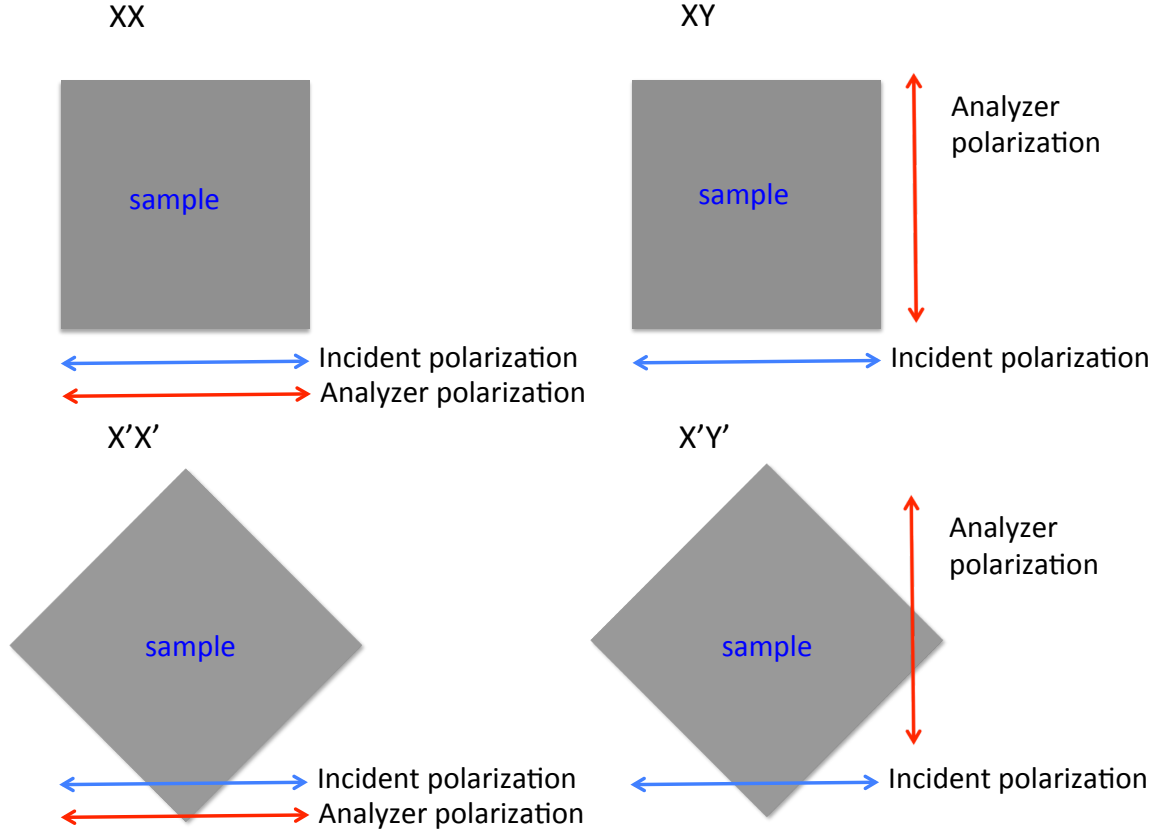 XX
XY
sample
sample
Analyzer
polarization
Incident polarization
Analyzer polarization
Incident polarization
X’X’
X’Y’
sample
sample
Analyzer
polarization
Incident polarization
Analyzer polarization
Incident polarization